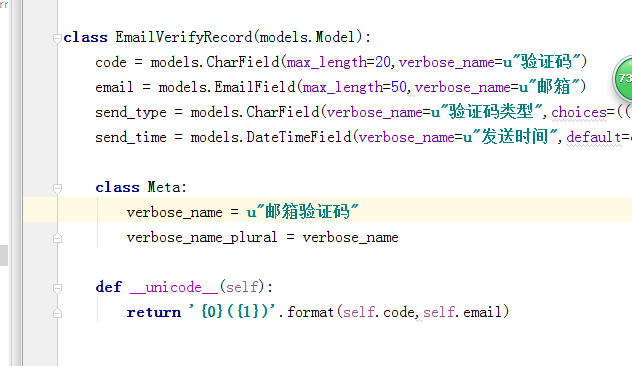 class EmailVerifyRecord(models.Model):
    code = models.CharField(max_length=20,verbose_name=u"验证码")
    email = models.EmailField(max_length=50,verbose_name=u"邮箱")
    send_type = models.CharField(verbose_name=u"验证码类型",choices=((
    send_time = models.DateTimeField(verbose_name=u"发送时间",default=
    class Meta:
        verbose_name = u"邮箱验证码"
        verbose_name_plural = verbose_name
    def __unicode__(self):
        return '{0}({1})'.format(self.code,self.email)
73